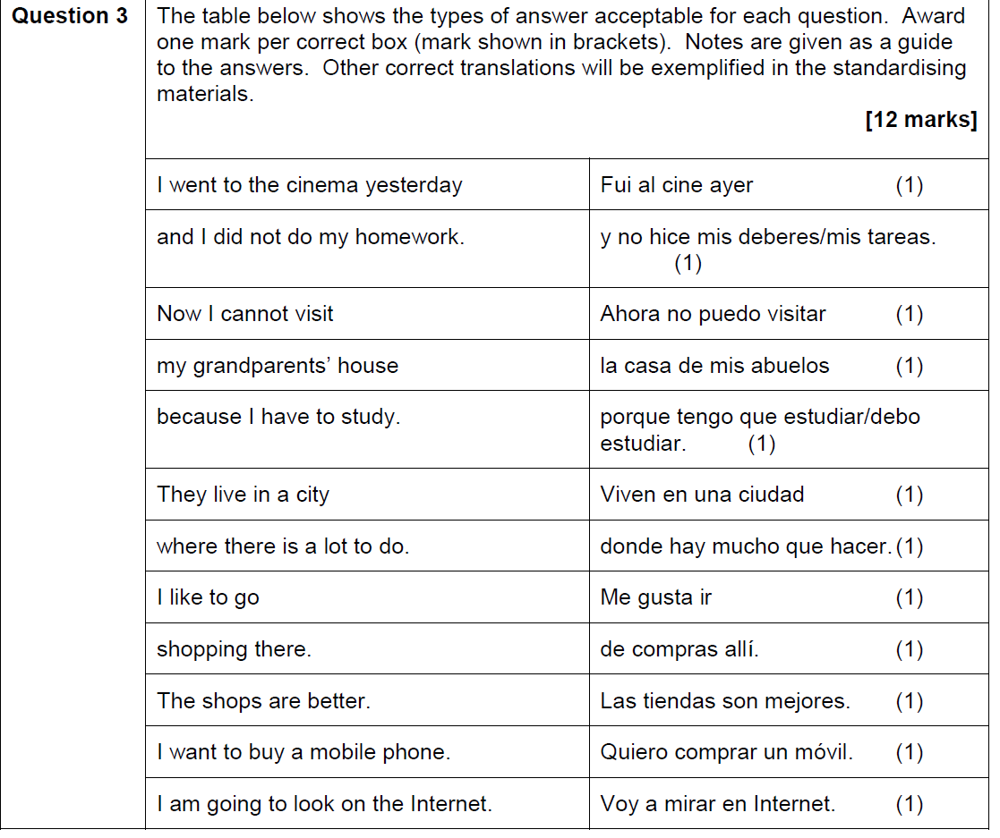 Question 3
The table below shows the types of answer acceptable for each question. Award
one mark per correct box (mark shown in brackets). Notes are given as a guide
to the answers. Other correct translations will be exemplified in the standardising
materials.
[12 marks]
I went to the cinema yesterday
Fui al cine ayer (1)
and I did not do my homework.
y no hice mis deberes/mis tareas.
(1)
Now I cannot visit
Ahora no puedo visitar (1)
my grandparents’ house
la casa de mis abuelos (1)
because I have to study.
porque tengo que estudiar/debo
estudiar. (1)
They live in a city
Viven en una ciudad (1)
where there is a lot to do.
donde hay mucho que hacer. (1)
I like to go
Me gusta ir (1)
shopping there.
de compras allí. (1)
The shops are better.
Las tiendas son mejores. (1)
I want to buy a mobile phone.
Quiero comprar un móvil. (1)
I am going to look on the Internet.
Voy a mirar en Internet. (1)